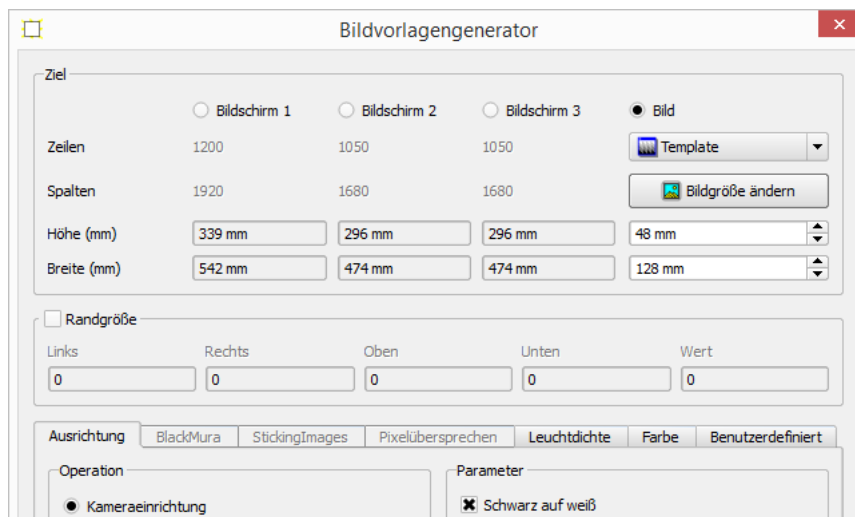 Bildvorlagengenerator
Ziel
Bildschirm 1 Bildschirm 2 Bildschirm 3 Bild
Zeilen 1200 1050 1050 Template
Spalten 1920 1680 1680 Bildgröße ändern
Höhe (mm) 339 mm 296 mm 296 mm 48 mm
Breite (mm) 542 mm 474 mm 474 mm 128 mm
Randgröße
Links Rechts Oben Unten Wert
0 0 0 0 0
Ausrichtung BlackMura StickingImages Pixelübersprechen Leuchtdichte Farbe Benutzerdefiniert
Operation Parameter
Kameraeinrichtung Schwarz auf weiß